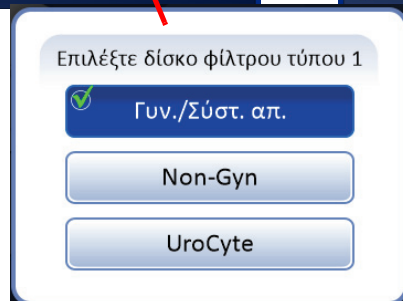 Επιλέξτε δίσκο φίλτρου τύπου 1
Γυν./Σύστ. απ.
Non-Gyn
UroCyte